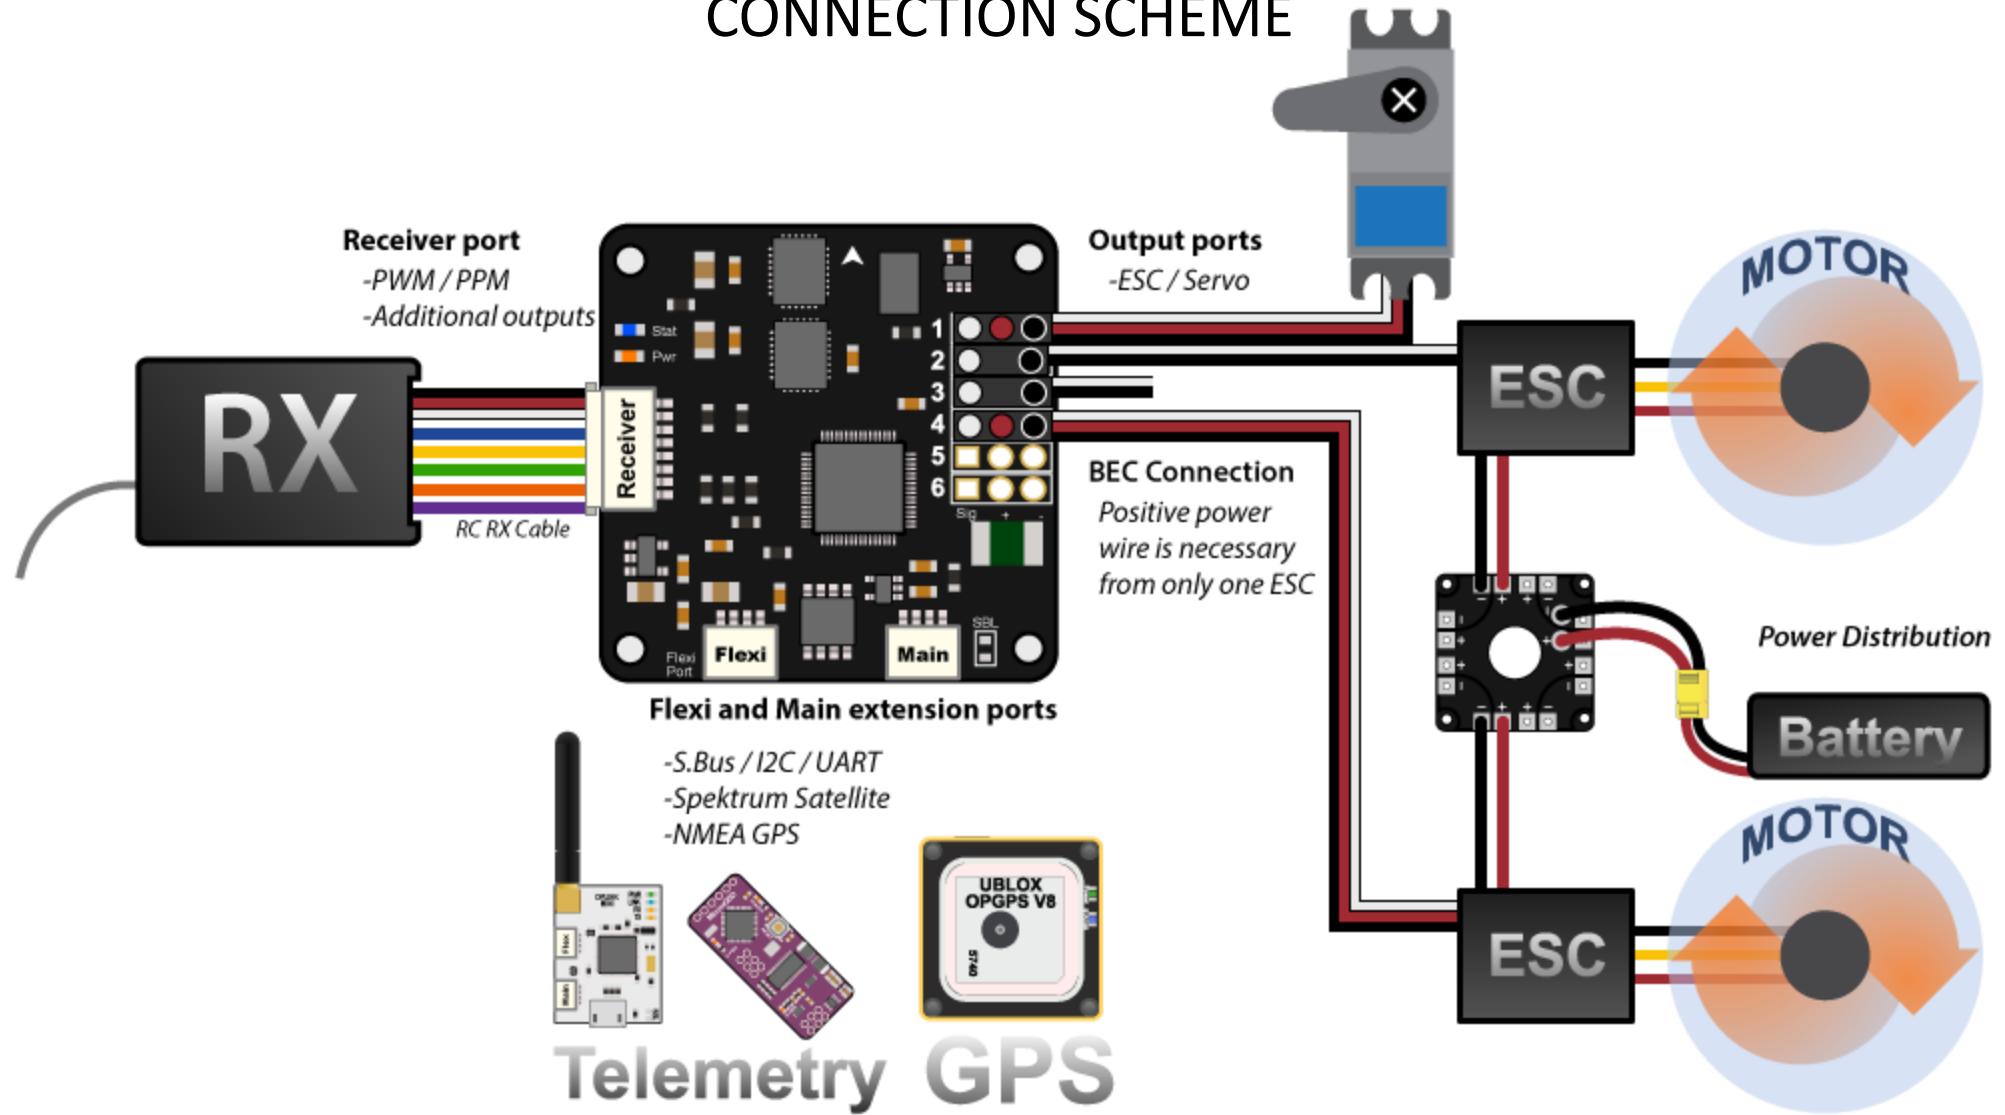 CONNECTION SCHEME
Receiver port
-PWM / PPM
-Additional outputs
Output ports
-ESC / Servo
MOTOR
Stat
Pwr
1
2
3
4
5
6
Sig + -
RX
Receiver
RC RX Cable
ESC
BEC Connection
Positive power
wire is necessary
from only one ESC
SBL
Flexi
Port
Flexi
Main
Power Distribution
Battery
Flexi and Main extension ports
-S.Bus / I2C / UART
-Spektrum Satellite
-NMEA GPS
MOTOR
ESC
UBLOX
OPGPS V8
5740
Flex
Main
Telemetry
GPS